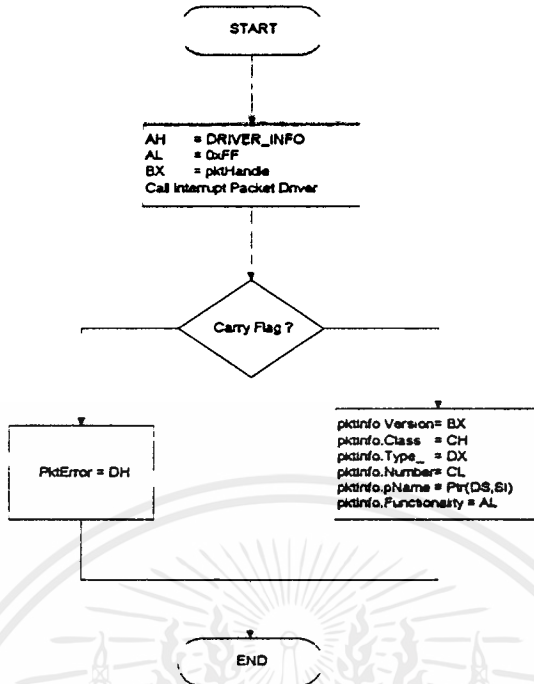 START
AH = DRIVER_INFO
AL = 0xFF
BX = pktHandle
Call Interrupt Packet Driver
Carry Flag ?
PktError = DH
pktInfo.Version= BX
pktInfo.Class = CH
pktInfo.Type_ = DX
pktInfo.Number= CL
pktInfo.pName = Ptr(DS,SI)
pktInfo.Functionality = AL
END